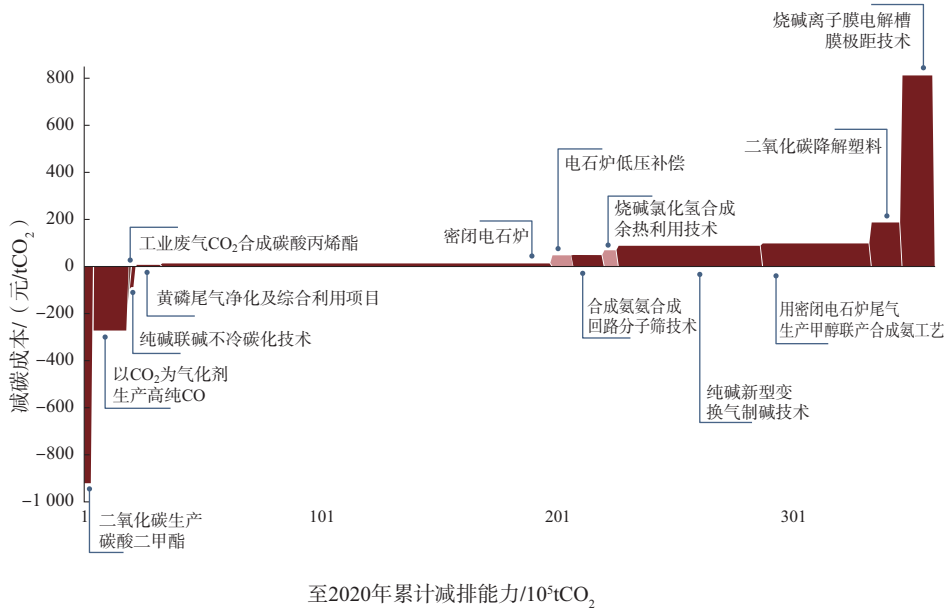 烧碱离子膜电解槽
膜极距技术
800
600
400
200
0
−200
−400
−600
−800
−1 000
减碳成本/（元/tCO₂）
二氧化碳降解塑料
电石炉低压补偿
烧碱氯化氢合成
余热利用技术
密闭电石炉
工业废气CO₂合成碳酸丙烯酯
黄磷尾气净化及综合利用项目
纯碱联碱不冷碳化技术
以CO₂为气化剂
生产高纯CO
合成氨氨合成
回路分子筛技术
用密闭电石炉尾气
生产甲醇联产合成氨工艺
纯碱新型变
换气制碱技术
二氧化碳生产
碳酸二甲酯
1
101
201
301
至2020年累计减排能力/10⁵tCO₂